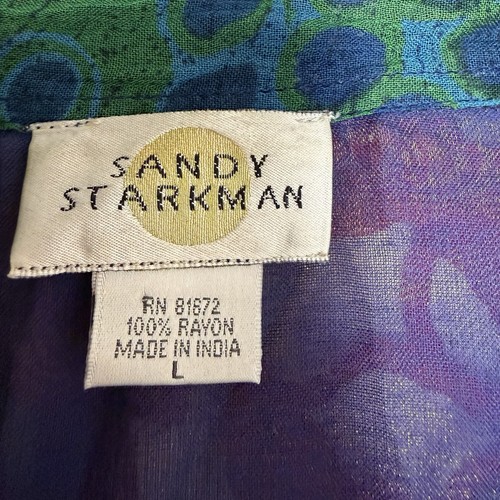 SANDY
STARKMAN
RN 81672
100% RAYON
MADE IN INDIA
L